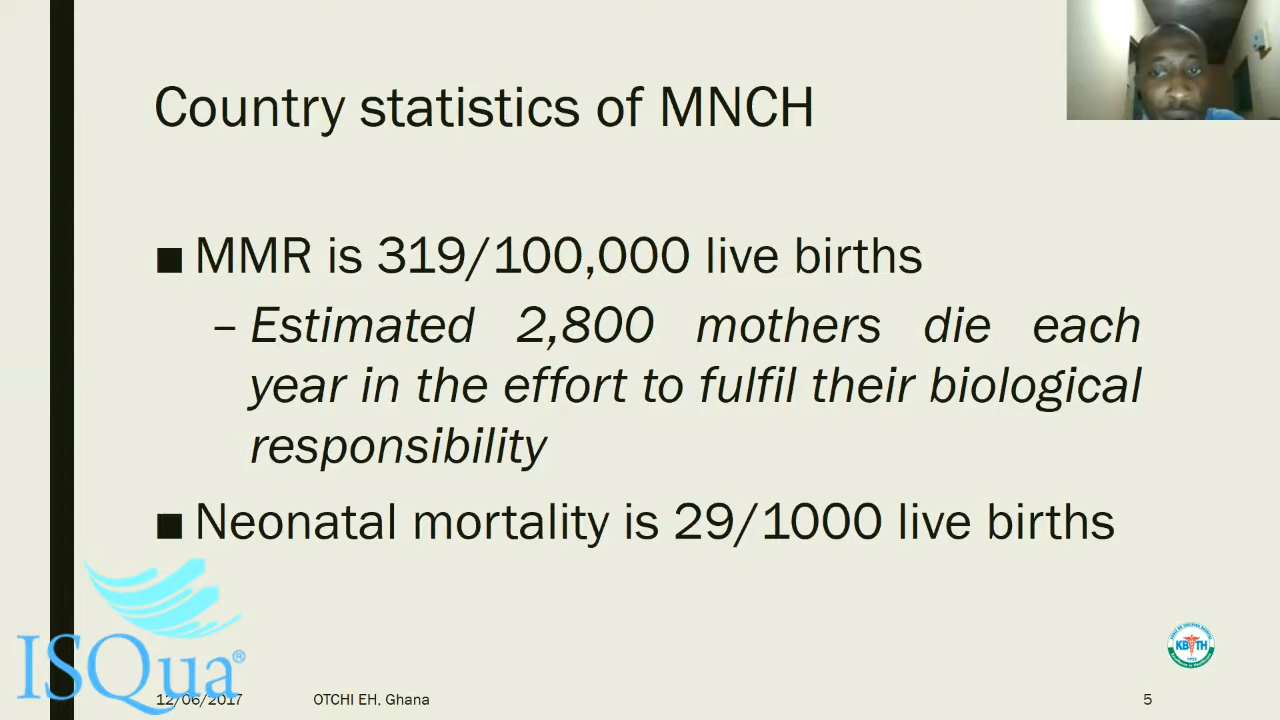 Country statistics of MNCH
■ MMR is 319/100,000 live births
– Estimated 2,800 mothers die each
year in the effort to fulfil their biological
responsibility
■ Neonatal mortality is 29/1000 live births
ISQua®
KBTH
12/06/2017
OTCHI EH, Ghana
5